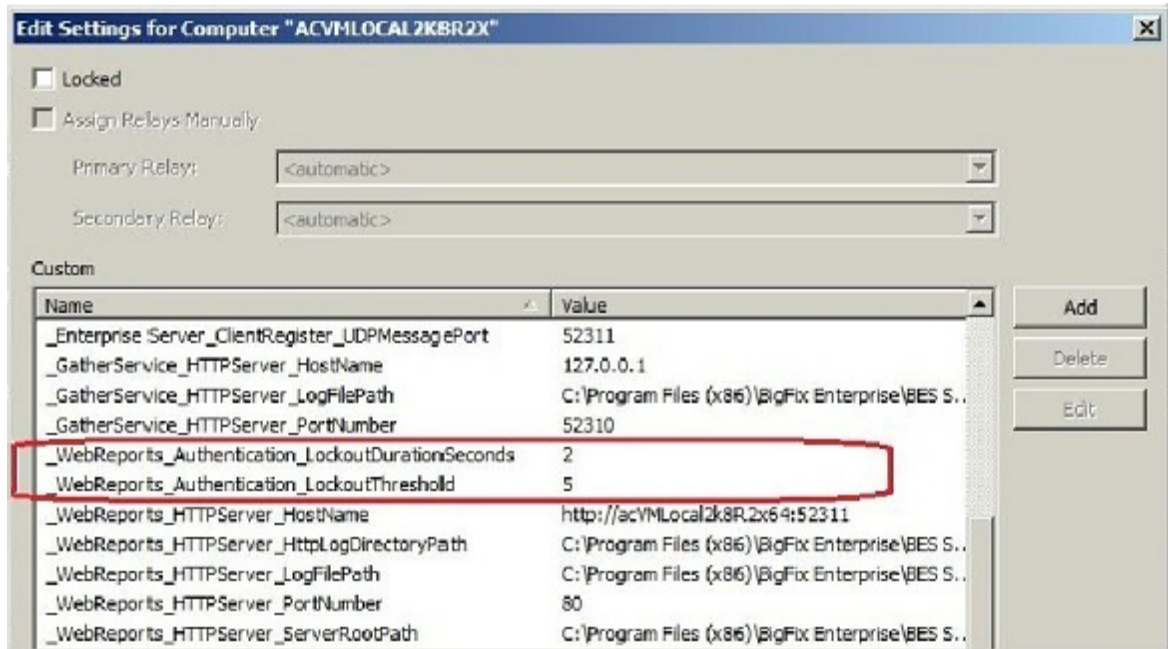 Edit Settings for Computer "ACVMLOCAL2K8R2X"
Locked
Assign Relays Manually
Primary Relay: <automatic>
Secondary Relay: <automatic>
Custom
Name Value
Add
_Enterprise Server_ClientRegister_UDPMessagePort 52311
_GatherService_HTTPServer_HostName 127.0.0.1
Delete
_GatherService_HTTPServer_LogFilePath C:\Program Files (x86)\BigFix Enterprise\BES S..
Edit
_GatherService_HTTPServer_PortNumber 52310
_WebReports_Authentication_LockoutDurationSeconds 2
_WebReports_Authentication_LockoutThreshold 5
_WebReports_HTTPServer_HostName http://acVMLocal2k8R2x64:52311
_WebReports_HTTPServer_HttpLogDirectoryPath C:\Program Files (x86)\BigFix Enterprise\BES S..
_WebReports_HTTPServer_LogFilePath C:\Program Files (x86)\BigFix Enterprise\BES S..
_WebReports_HTTPServer_PortNumber 80
_WebReports_HTTPServer_ServerRootPath C:\Program Files (x86)\BigFix Enterprise\BES S..